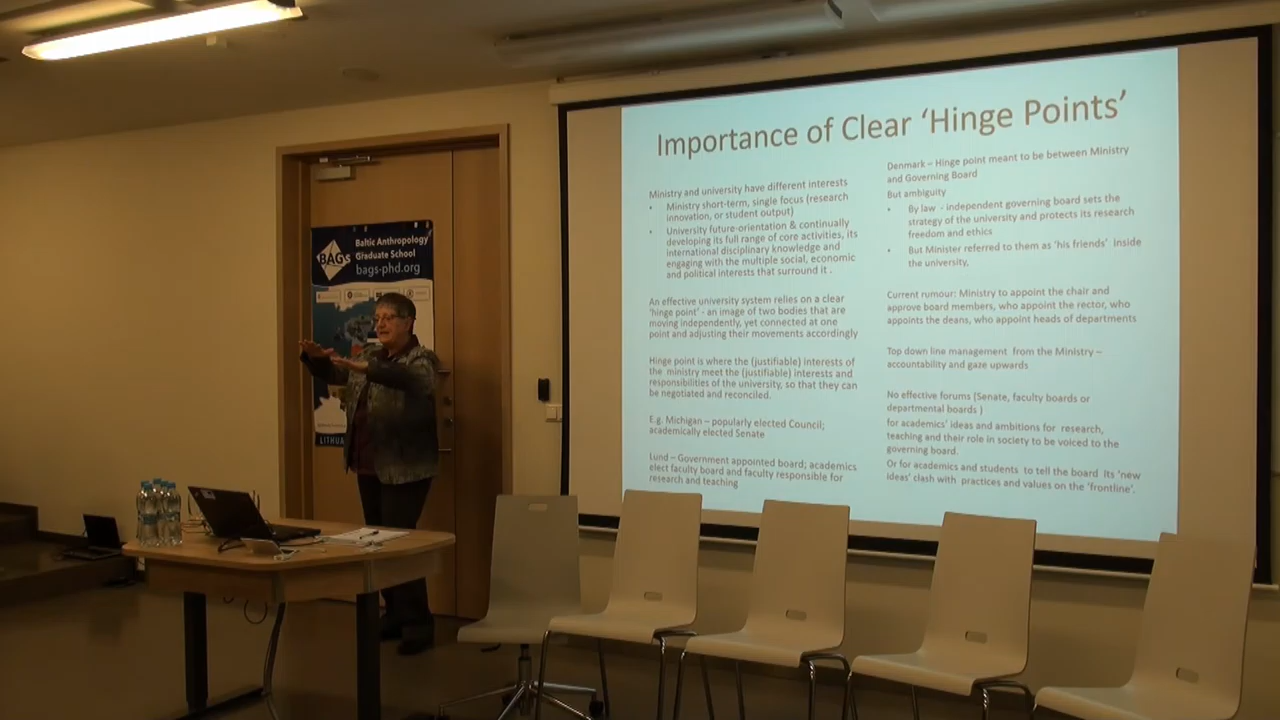 Importance of Clear ‘Hinge Points’
Ministry and university have different interests
• Ministry short-term, single focus (research
innovation, or student output)
• University future-orientation & continually
developing its full range of core activities, its
international disciplinary knowledge and
engaging with the multiple social, economic
and political interests that surround it .
An effective university system relies on a clear
‘hinge point’ - an image of two bodies that are
moving independently, yet connected at one
point and adjusting their movements accordingly
Hinge point is where the (justifiable) interests of
the ministry meet the (justifiable) interests and
responsibilities of the university, so that they can
be negotiated and reconciled.
E.g. Michigan – popularly elected Council;
academically elected Senate
Lund – Government appointed board; academics
elect faculty board and faculty responsible for
research and teaching
Denmark – Hinge point meant to be between Ministry
and Governing Board
But ambiguity
• By law - independent governing board sets the
strategy of the university and protects its research
freedom and ethics
• But Minister referred to them as ‘his friends’ inside
the university,
Current rumour: Ministry to appoint the chair and
approve board members, who appoint the rector, who
appoints the deans, who appoint heads of departments
Top down line management from the Ministry –
accountability and gaze upwards
No effective forums (Senate, faculty boards or
departmental boards )
for academics’ ideas and ambitions for research,
teaching and their role in society to be voiced to the
governing board.
Or for academics and students to tell the board its ‘new
ideas’ clash with practices and values on the ‘frontline’.
BAGs
Baltic Anthropology
Graduate School
bags-phd.org
LITHUA